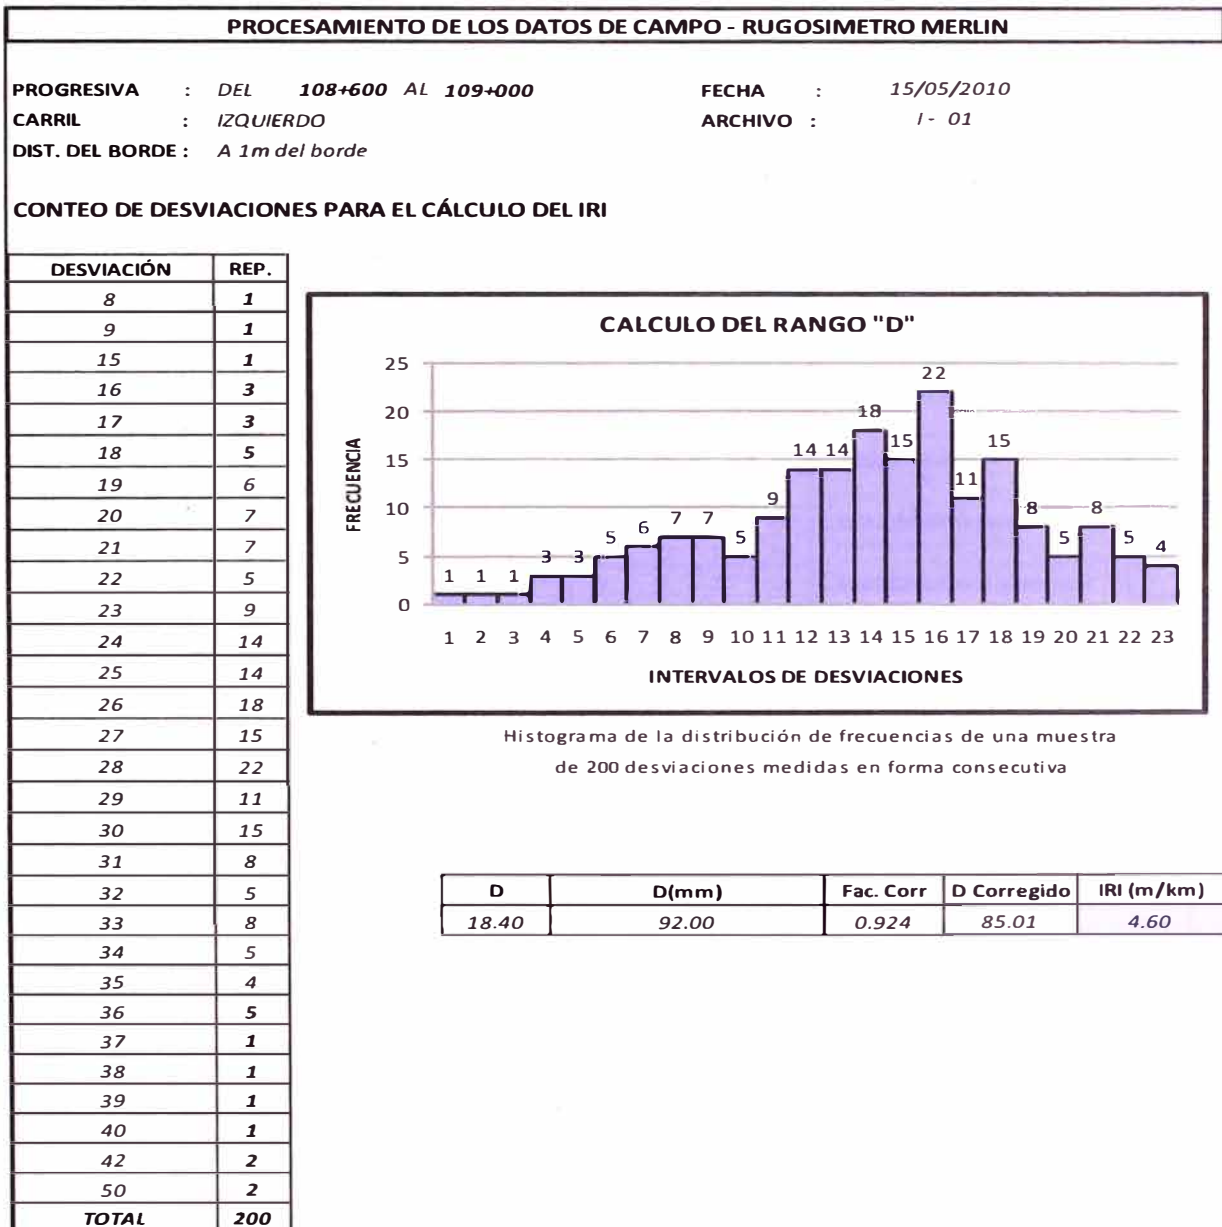 PROCESAMIENTO DE LOS DATOS DE CAMPO - RUGOSIMETRO MERLIN
PROGRESIVA : DEL 108+600 AL 109+000 FECHA : 15/05/2010
CARRIL : IZQUIERDO ARCHIVO : I - 01
DIST. DEL BORDE : A 1m del borde
CONTEO DE DESVIACIONES PARA EL CÁLCULO DEL IRI
DESVIACIÓN REP.
8 1
9 1
15 1
16 3
17 3
18 5
19 6
20 7
21 7
22 5
23 9
24 14
25 14
26 18
27 15
28 22
29 11
30 15
31 8
32 5
33 8
34 5
35 4
36 5
37 1
38 1
39 1
40 1
42 2
50 2
TOTAL 200
CALCULO DEL RANGO "D"
FRECUENCIA
25
20
15
10
5
0
1 1 1 3 3 5 6 7 7 5 9 14 14 18 15 22 11 15 8 5 8 5 4
1 2 3 4 5 6 7 8 9 10 11 12 13 14 15 16 17 18 19 20 21 22 23
INTERVALOS DE DESVIACIONES
Histograma de la distribución de frecuencias de una muestra
de 200 desviaciones medidas en forma consecutiva
D D(mm) Fac. Corr D Corregido IRI (m/km)
18.40 92.00 0.924 85.01 4.60